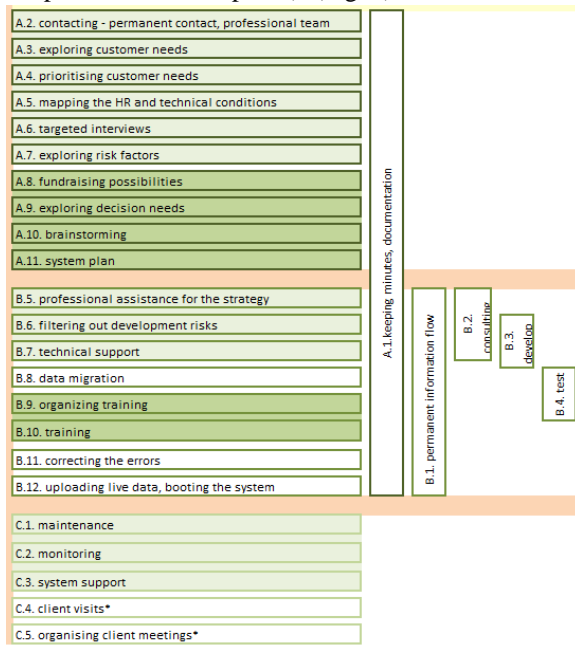 A.2. contacting - permanent contact, professional team
A.3. exploring customer needs
A.4. prioritising customer needs
A.5. mapping the HR and technical conditions
A.6. targeted interviews
A.7. exploring risk factors
A.8. fundraising possibilities
A.9. exploring decision needs
A.10. brainstorming
A.11. system plan
A.1.keeping minutes, documentation
B.5. professional assistance for the strategy
B.6. filtering out development risks
B.7. technical support
B.8. data migration
B.9. organizing training
B.10. training
B.11. correcting the errors
B.12. uploading live data, booting the system
B.1. permanent information flow
B.2.
consulting
B.3.
develop
B.4. test
C.1. maintenance
C.2. monitoring
C.3. system support
C.4. client visits*
C.5. organising client meetings*